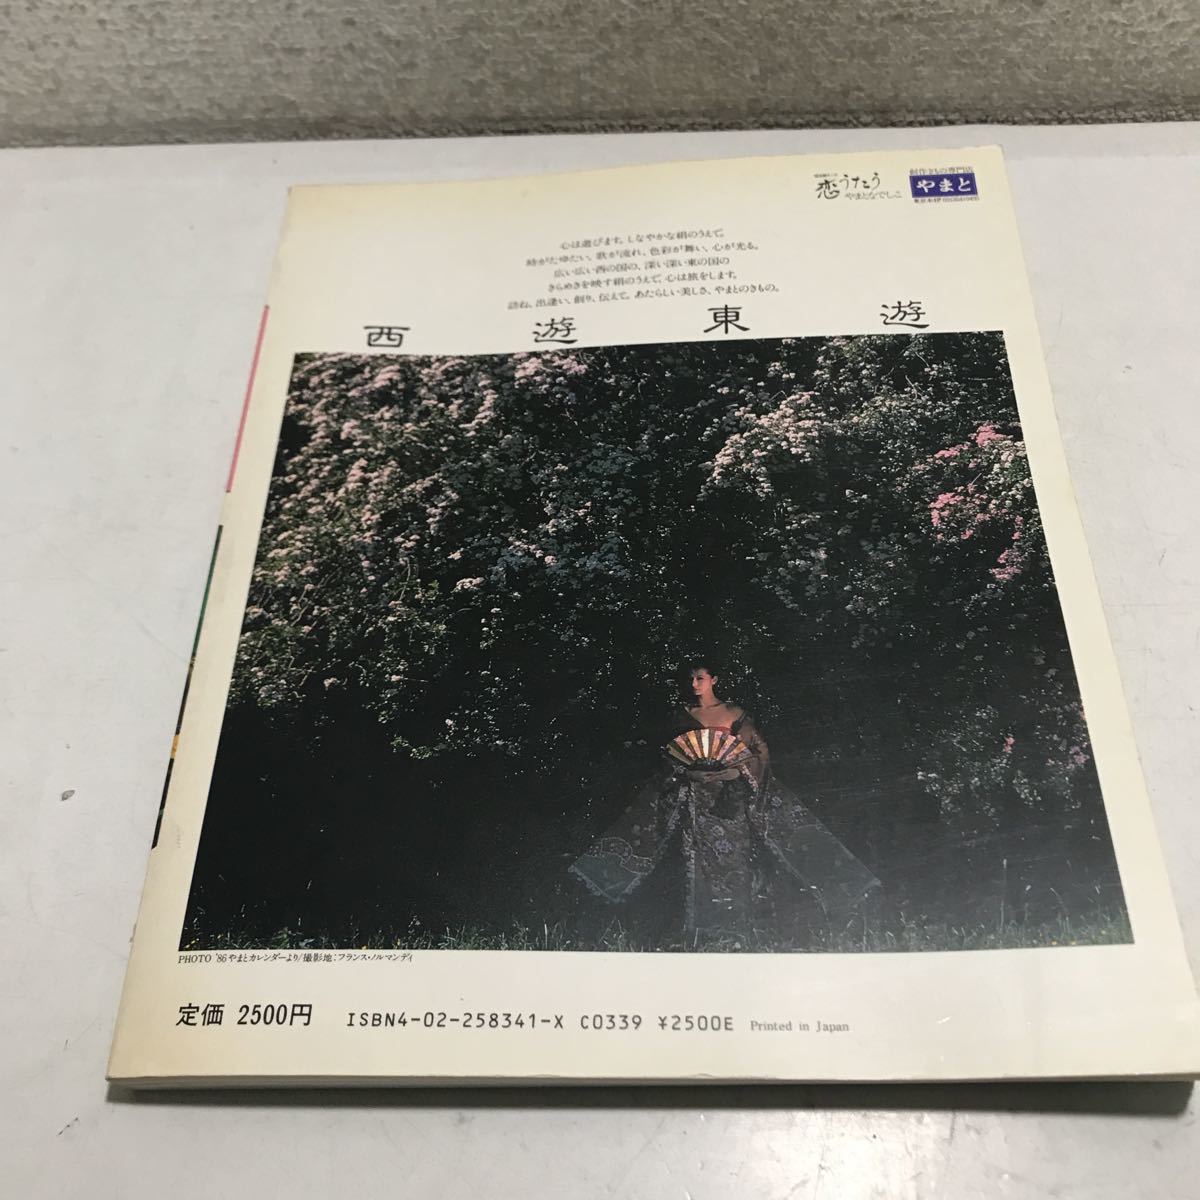 恋うたう
やまとなでしこ
創作きもの専門店
やまと
心は遊びます。しなやかな絹のうえで。
時がたゆたい、歌が流れ、色彩が舞い、心が光る。
広い広い西の国の、深い深い東の国の
きらめきを映す絹のうえで、心は旅をします。
訪ね、出逢い、創り、伝えて。あたらしい美しさ、やまとのきもの。
西遊東遊
PHOTO '86やまとカレンダーより/撮影地:フランス・ノルマンディ
定価 2500円 ISBN4-02-258341-X C0339 ¥2500E Printed in Japan